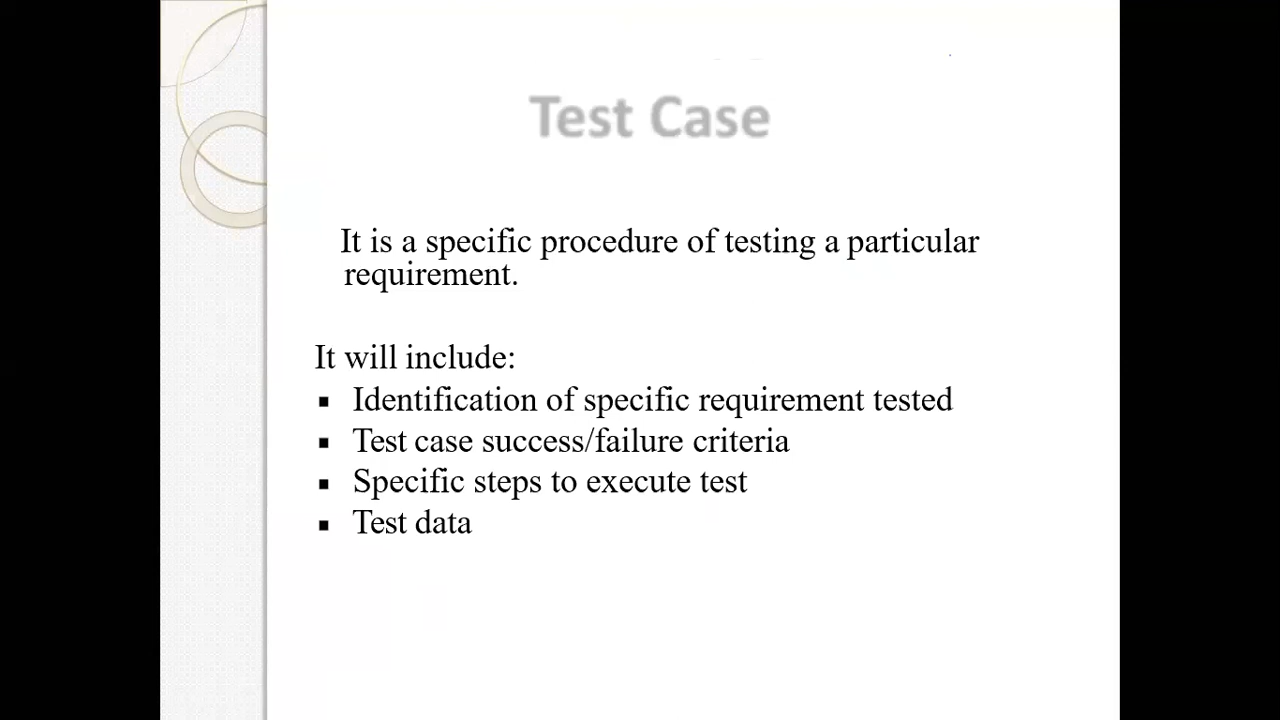 Test Case
It is a specific procedure of testing a particular
requirement.
It will include:
▪ Identification of specific requirement tested
▪ Test case success/failure criteria
▪ Specific steps to execute test
▪ Test data